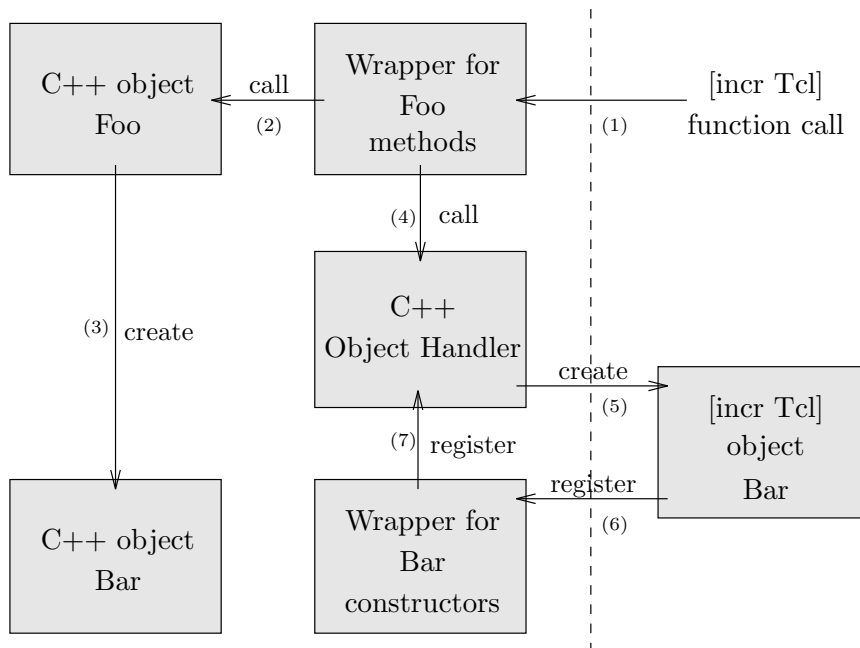 C++ object
Foo
call
(2)
Wrapper for
Foo
methods
(1)
[incr Tcl]
function call
(4)
call
(3)
create
C++
Object Handler
create
(5)
[incr Tcl]
object
Bar
(7)
register
register
(6)
C++ object
Bar
Wrapper for
Bar
constructors